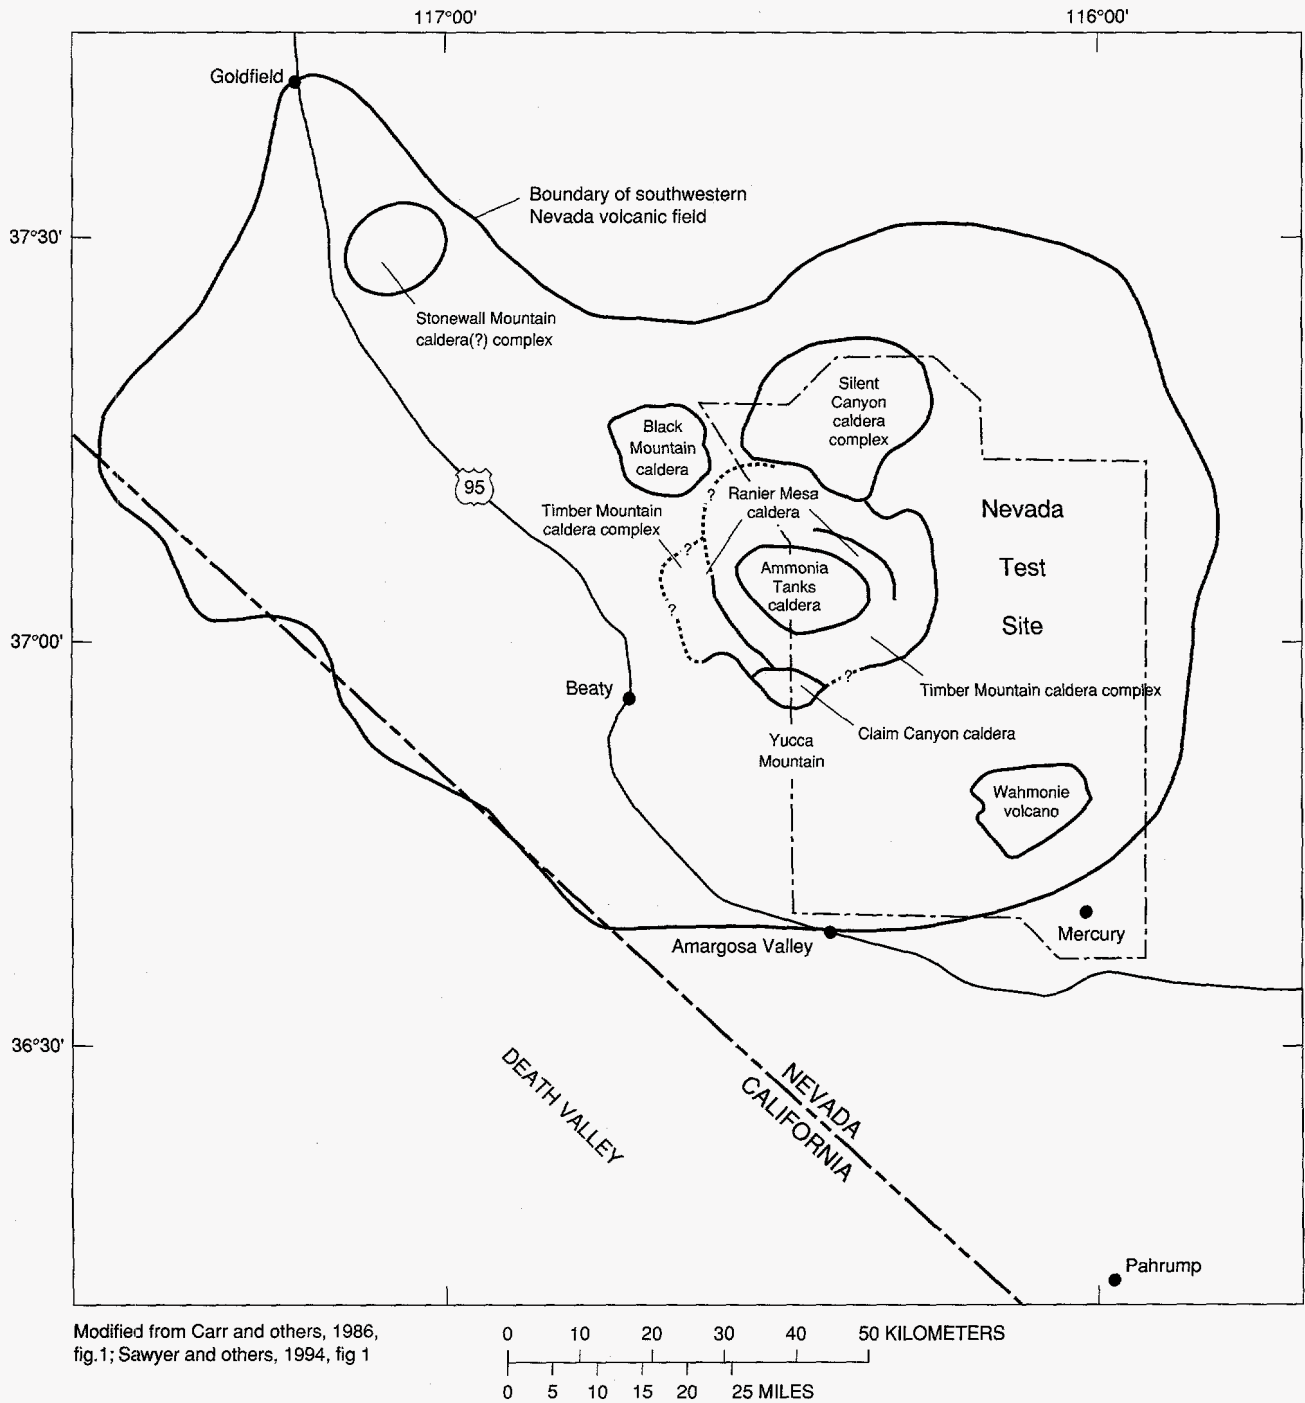 117°00'
116°00'
Goldfield
Boundary of southwestern
Nevada volcanic field
37°30'
Stonewall Mountain
caldera(?) complex
Silent
Canyon
caldera
complex
Black
Mountain
caldera
95
?
Ranier Mesa
caldera
Nevada
Test
Site
Timber Mountain
caldera complex
?
Ammonia
Tanks
caldera
?
37°00'
Beaty
?
Timber Mountain caldera complex
Claim Canyon caldera
Yucca
Mountain
Wahmonie
volcano
Mercury
Amargosa Valley
36°30'
DEATH VALLEY
NEVADA
CALIFORNIA
Pahrump
Modified from Carr and others, 1986,
fig.1; Sawyer and others, 1994, fig 1
0 10 20 30 40 50 KILOMETERS
0 5 10 15 20 25 MILES